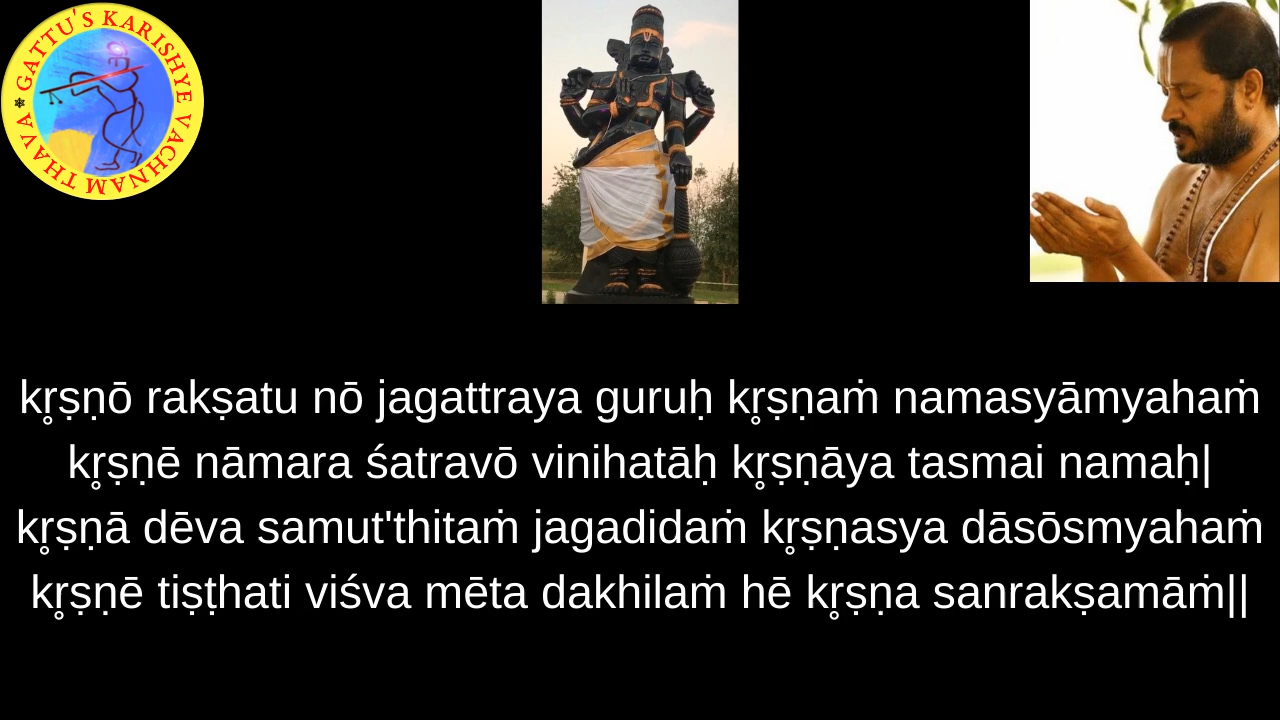 GATTU'S KARISHYE VACHNAM THAVA
kr̥ṣṇō rakṣatu nō jagattraya guruḥ kr̥ṣṇaṁ namasyāmyahaṁ
kr̥ṣṇē nāmara śatravō vinihatāḥ kr̥ṣṇāya tasmai namaḥ|
kr̥ṣṇā dēva samut'thitaṁ jagadidaṁ kr̥ṣṇasya dāsōsmyahaṁ
kr̥ṣṇē tiṣṭhati viśva mēta dakhilaṁ hē kr̥ṣṇa sanrakṣamāṁ||